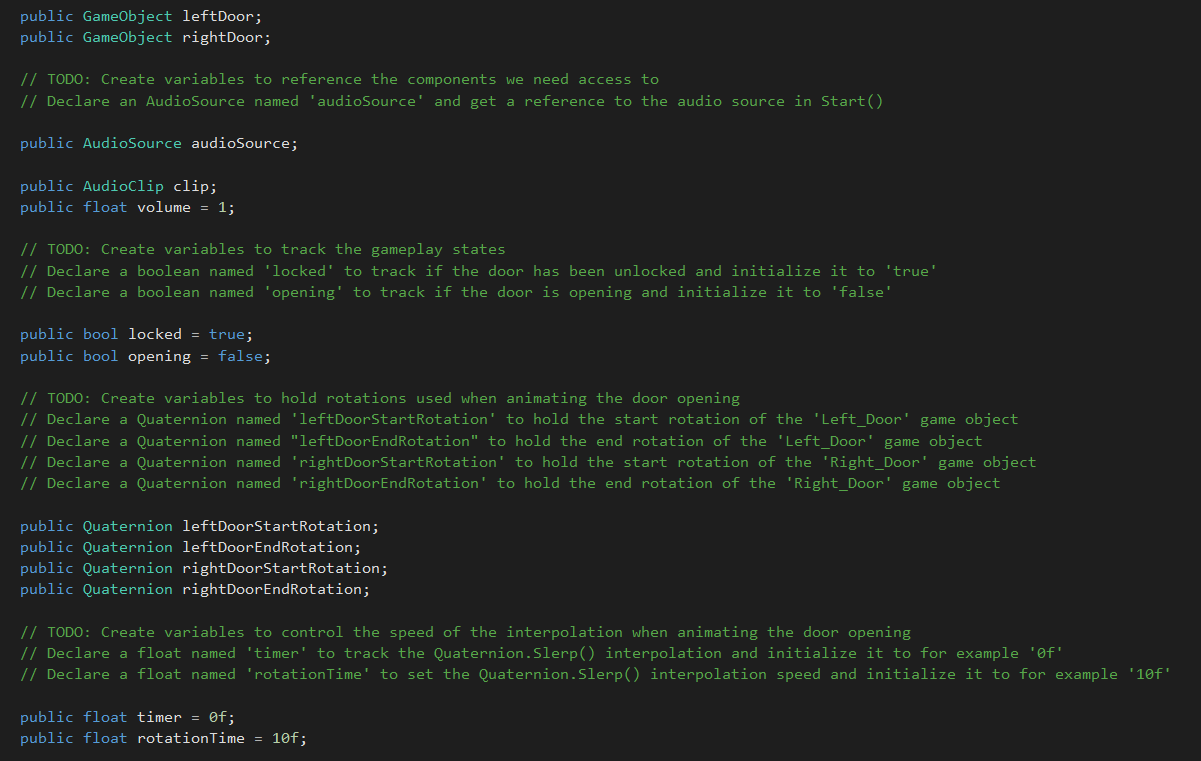 public GameObject leftDoor;
public GameObject rightDoor;
// TODO: Create variables to reference the components we need access to
// Declare an AudioSource named 'audioSource' and get a reference to the audio source in Start()
public AudioSource audioSource;
public AudioClip clip;
public float volume = 1;
// TODO: Create variables to track the gameplay states
// Declare a boolean named 'locked' to track if the door has been unlocked and initialize it to 'true'
// Declare a boolean named 'opening' to track if the door is opening and initialize it to 'false'
public bool locked = true;
public bool opening = false;
// TODO: Create variables to hold rotations used when animating the door opening
// Declare a Quaternion named 'leftDoorStartRotation' to hold the start rotation of the 'Left_Door' game object
// Declare a Quaternion named "leftDoorEndRotation" to hold the end rotation of the 'Left_Door' game object
// Declare a Quaternion named 'rightDoorStartRotation' to hold the start rotation of the 'Right_Door' game object
// Declare a Quaternion named 'rightDoorEndRotation' to hold the end rotation of the 'Right_Door' game object
public Quaternion leftDoorStartRotation;
public Quaternion leftDoorEndRotation;
public Quaternion rightDoorStartRotation;
public Quaternion rightDoorEndRotation;
// TODO: Create variables to control the speed of the interpolation when animating the door opening
// Declare a float named 'timer' to track the Quaternion.Slerp() interpolation and initialize it to for example '0f'
// Declare a float named 'rotationTime' to set the Quaternion.Slerp() interpolation speed and initialize it to for example '10f'
public float timer = 0f;
public float rotationTime = 10f;